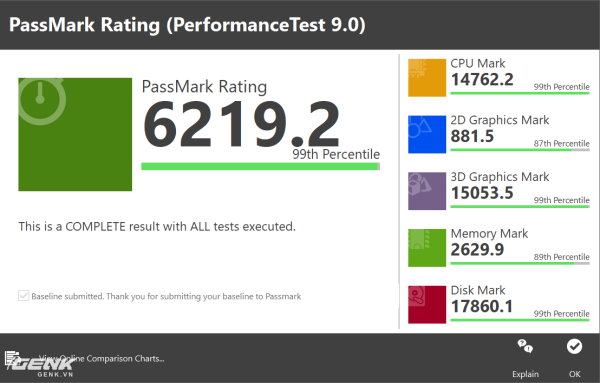 PassMark Rating (PerformanceTest 9.0)
PassMark Rating
6219.2
99th Percentile
This is a COMPLETE result with ALL tests executed.
Baseline submitted. Thank you for submitting your baseline to Passmark
CPU Mark
14762.2
99th Percentile
2D Graphics Mark
881.5
87th Percentile
3D Graphics Mark
15053.5
99th Percentile
Memory Mark
2629.9
89th Percentile
Disk Mark
17860.1
99th Percentile
View Online Comparison Charts...
GENK
GENK.VN
Explain
OK